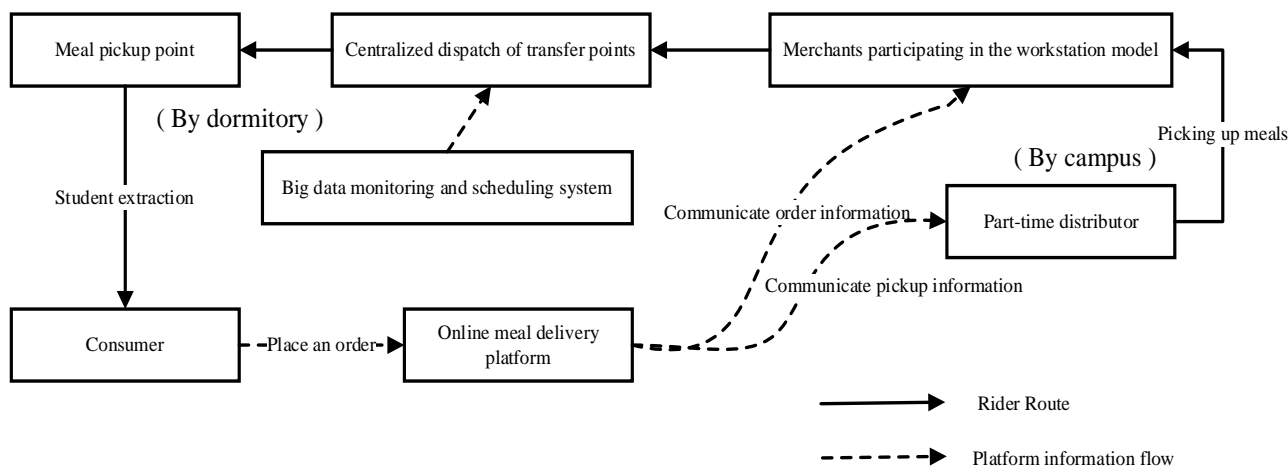 Meal pickup point
Centralized dispatch of transfer points
Merchants participating in the workstation model
( By dormitory )
Picking up meals
( By campus )
Big data monitoring and scheduling system
Student extraction
Communicate order information
Part-time distributor
Communicate pickup information
Consumer
Place an order
Online meal delivery
platform
Rider Route
Platform information flow